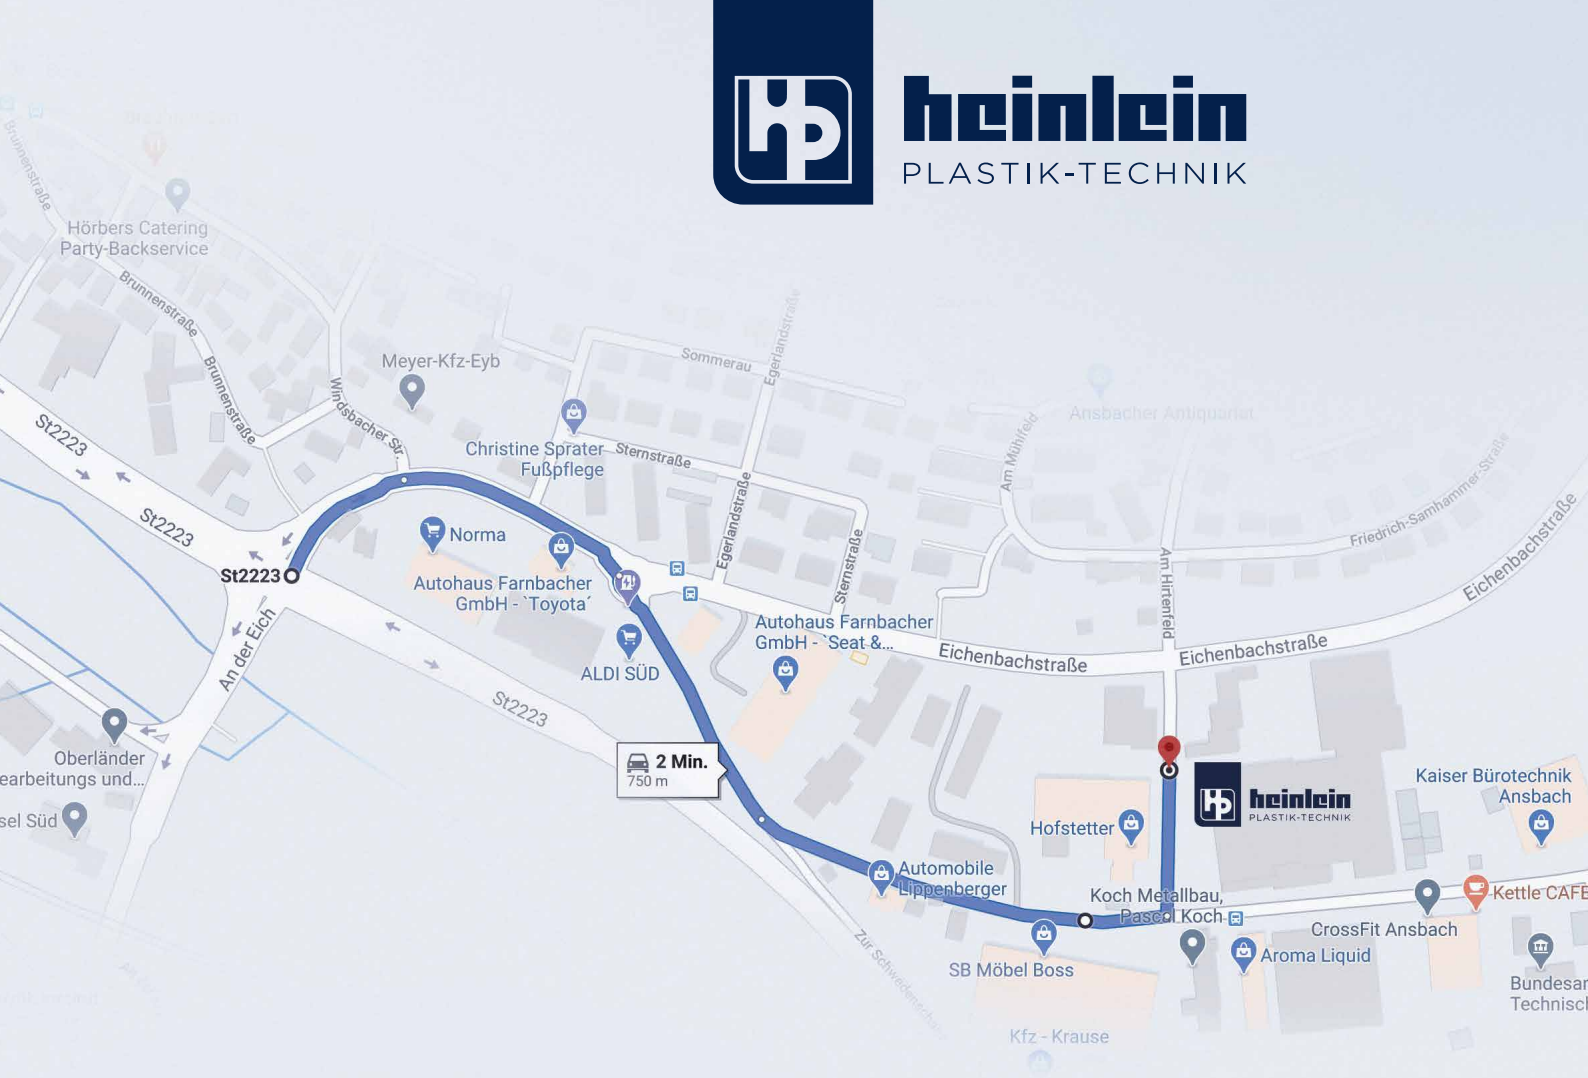 heinlein
PLASTIK-TECHNIK
Hörbers Catering
Party-Backservice
Brunnenstraße
Brunnenstraße
Brunnenstraße
Windsbacher Str.
Meyer-Kfz-Eyb
Christine Sprater
Fußpflege
Sommerau
Egerlandstraße
Sternstraße
Ansbacher Antiquariat
Am Mühlfeld
Friedrich-Samhammer-Straße
Eichenbachstraße
St2223
St2223
St2223
Norma
Autohaus Farnbacher
GmbH - `Toyota´
Egerlandstraße
Sternstraße
Am Hirtenfeld
Autohaus Farnbacher
GmbH - `Seat &...
Eichenbachstraße
Eichenbachstraße
An der Eich
ALDI SÜD
St2223
2 Min.
750 m
Oberländer
earbeitungs und...
sel Süd
heinlein
PLASTIK-TECHNIK
Kaiser Bürotechnik
Ansbach
Hofstetter
Automobile
Lippenberger
Koch Metallbau,
Pascal Koch
Kettle CAFE
CrossFit Ansbach
Aroma Liquid
SB Möbel Boss
Bundesan
Technisch
Kfz - Krause